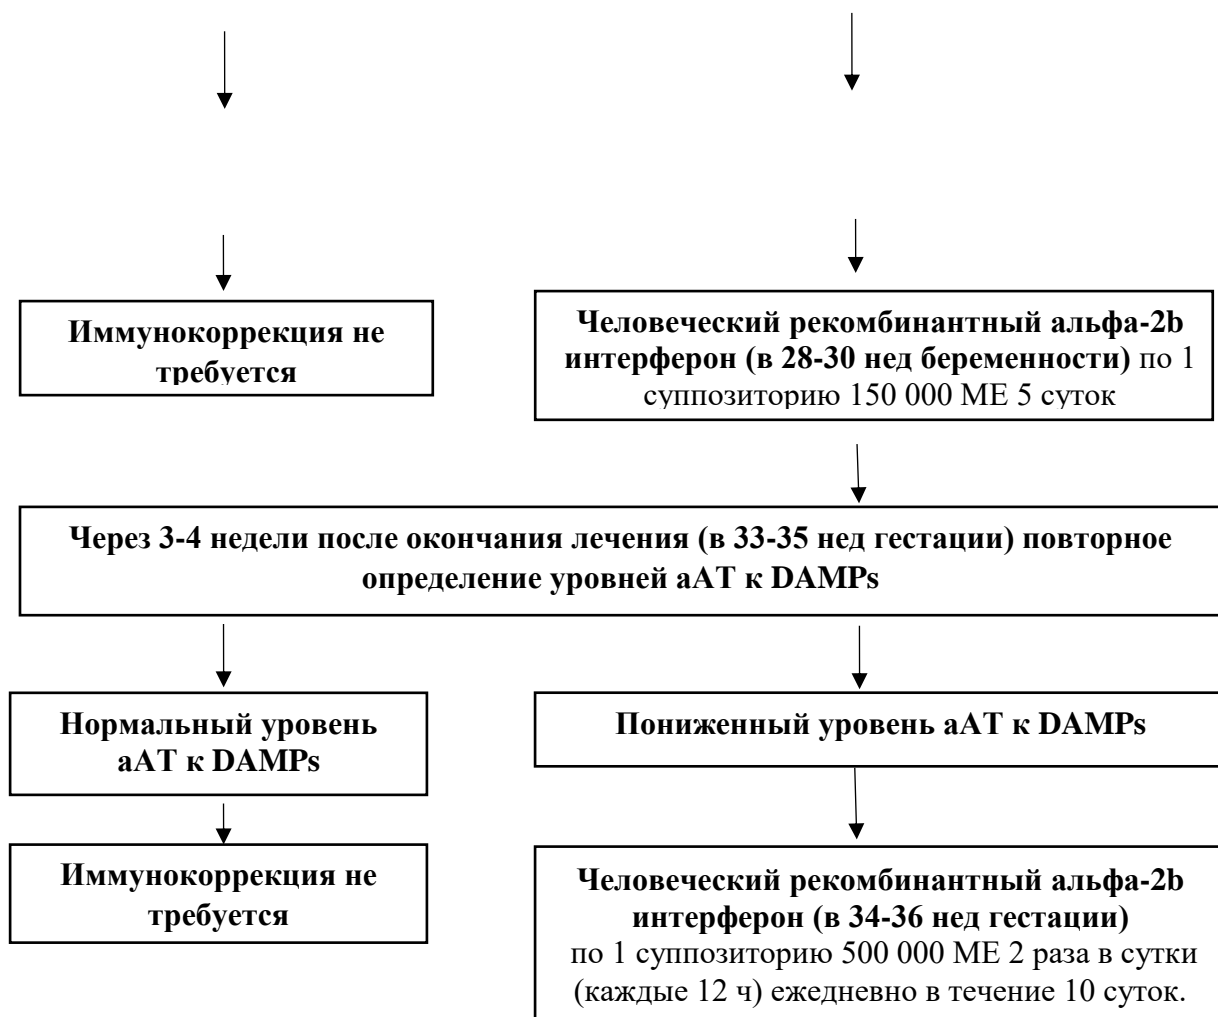 Иммунокоррекция не
требуется
Человеческий рекомбинантный альфа-2b
интерферон (в 28-30 нед беременности) по 1
суппозиторию 150 000 МЕ 5 суток
Через 3-4 недели после окончания лечения (в 33-35 нед гестации) повторное
определение уровней аАТ к DAMPs
Нормальный уровень
аАТ к DAMPs
Пониженный уровень аАТ к DAMPs
Иммунокоррекция не
требуется
Человеческий рекомбинантный альфа-2b
интерферон (в 34-36 нед гестации)
по 1 суппозиторию 500 000 МЕ 2 раза в сутки
(каждые 12 ч) ежедневно в течение 10 суток.